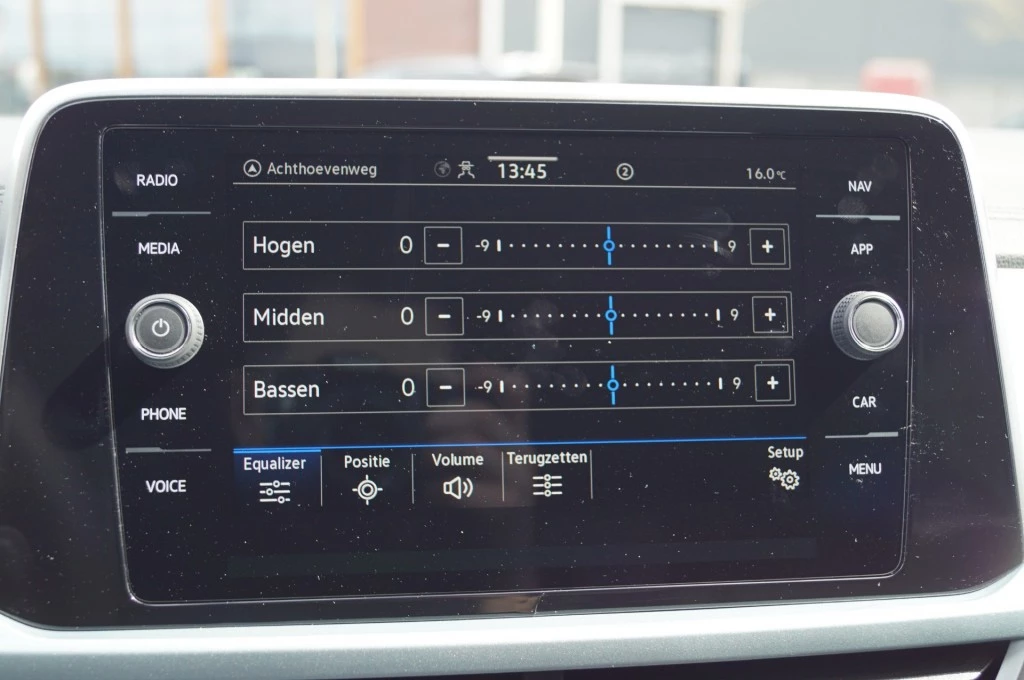 Achthoevenweg 13:45 2 16.0°C
RADIO
MEDIA
PHONE
VOICE
Hogen 0 − -9 9 +
Midden 0 − -9 9 +
Bassen 0 − -9 9 +
Equalizer Positie Volume Terugzetten Setup
NAV
APP
CAR
MENU